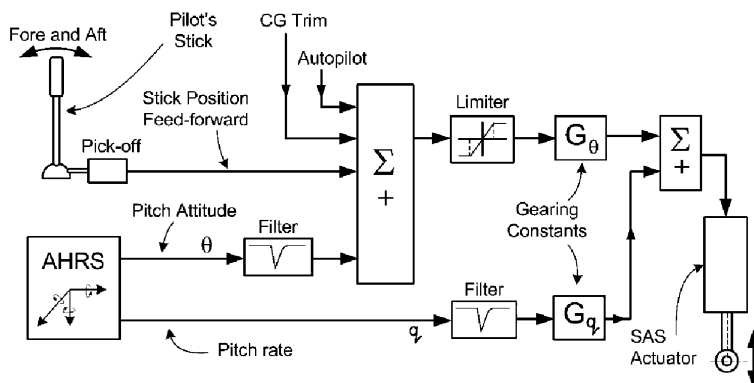 Fore and Aft
Pilot's
Stick
CG Trim
Autopilot
Stick Position
Feed-forward
Limiter
Pick-off
Σ
+
G θ
Σ
+
Pitch Attitude
θ
Filter
Gearing
Constants
AHRS
Filter
G q
q
Pitch rate
SAS
Actuator